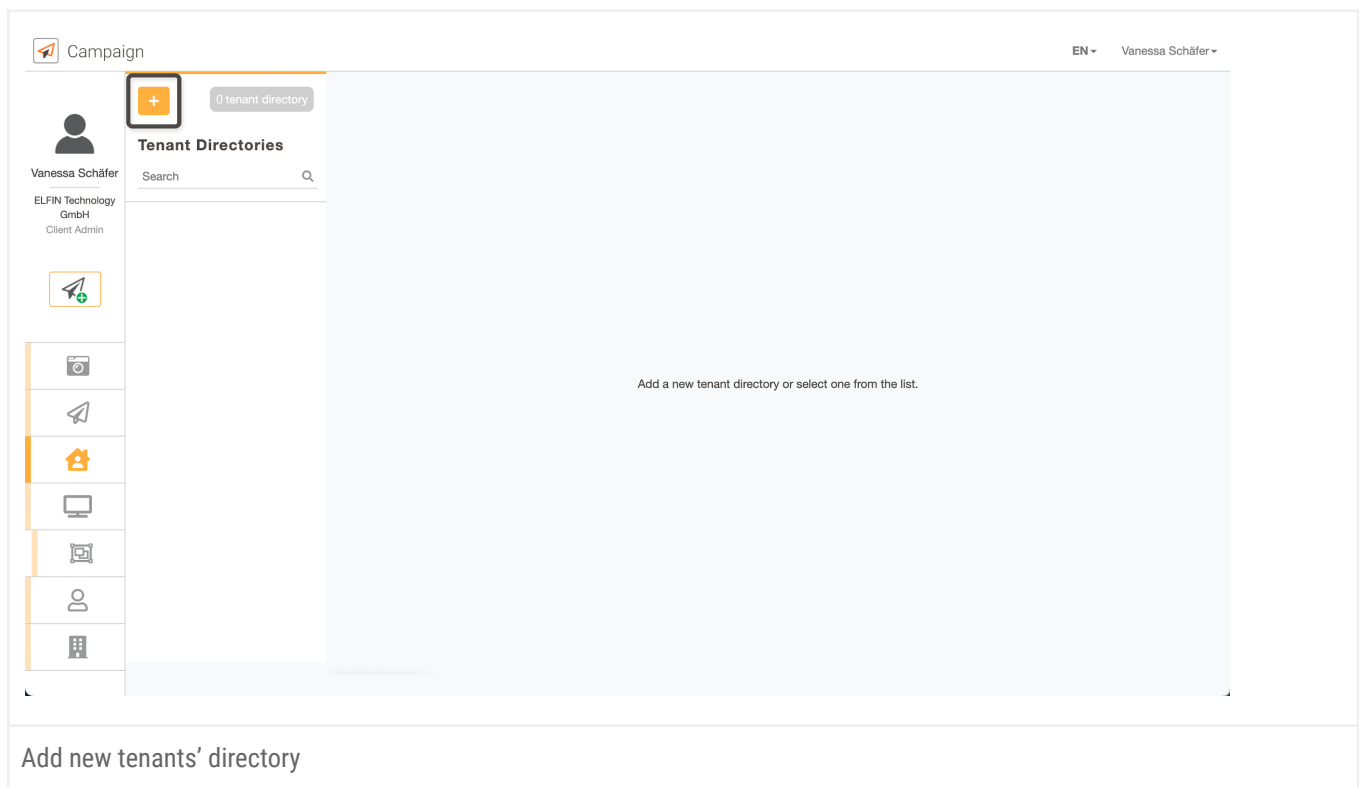 Campaign
EN
Vanessa Schäfer
+
0 tenant directory
Tenant Directories
Search
Vanessa Schäfer
ELFIN Technology
GmbH
Client Admin
Add a new tenant directory or select one from the list.
Add new tenants’ directory